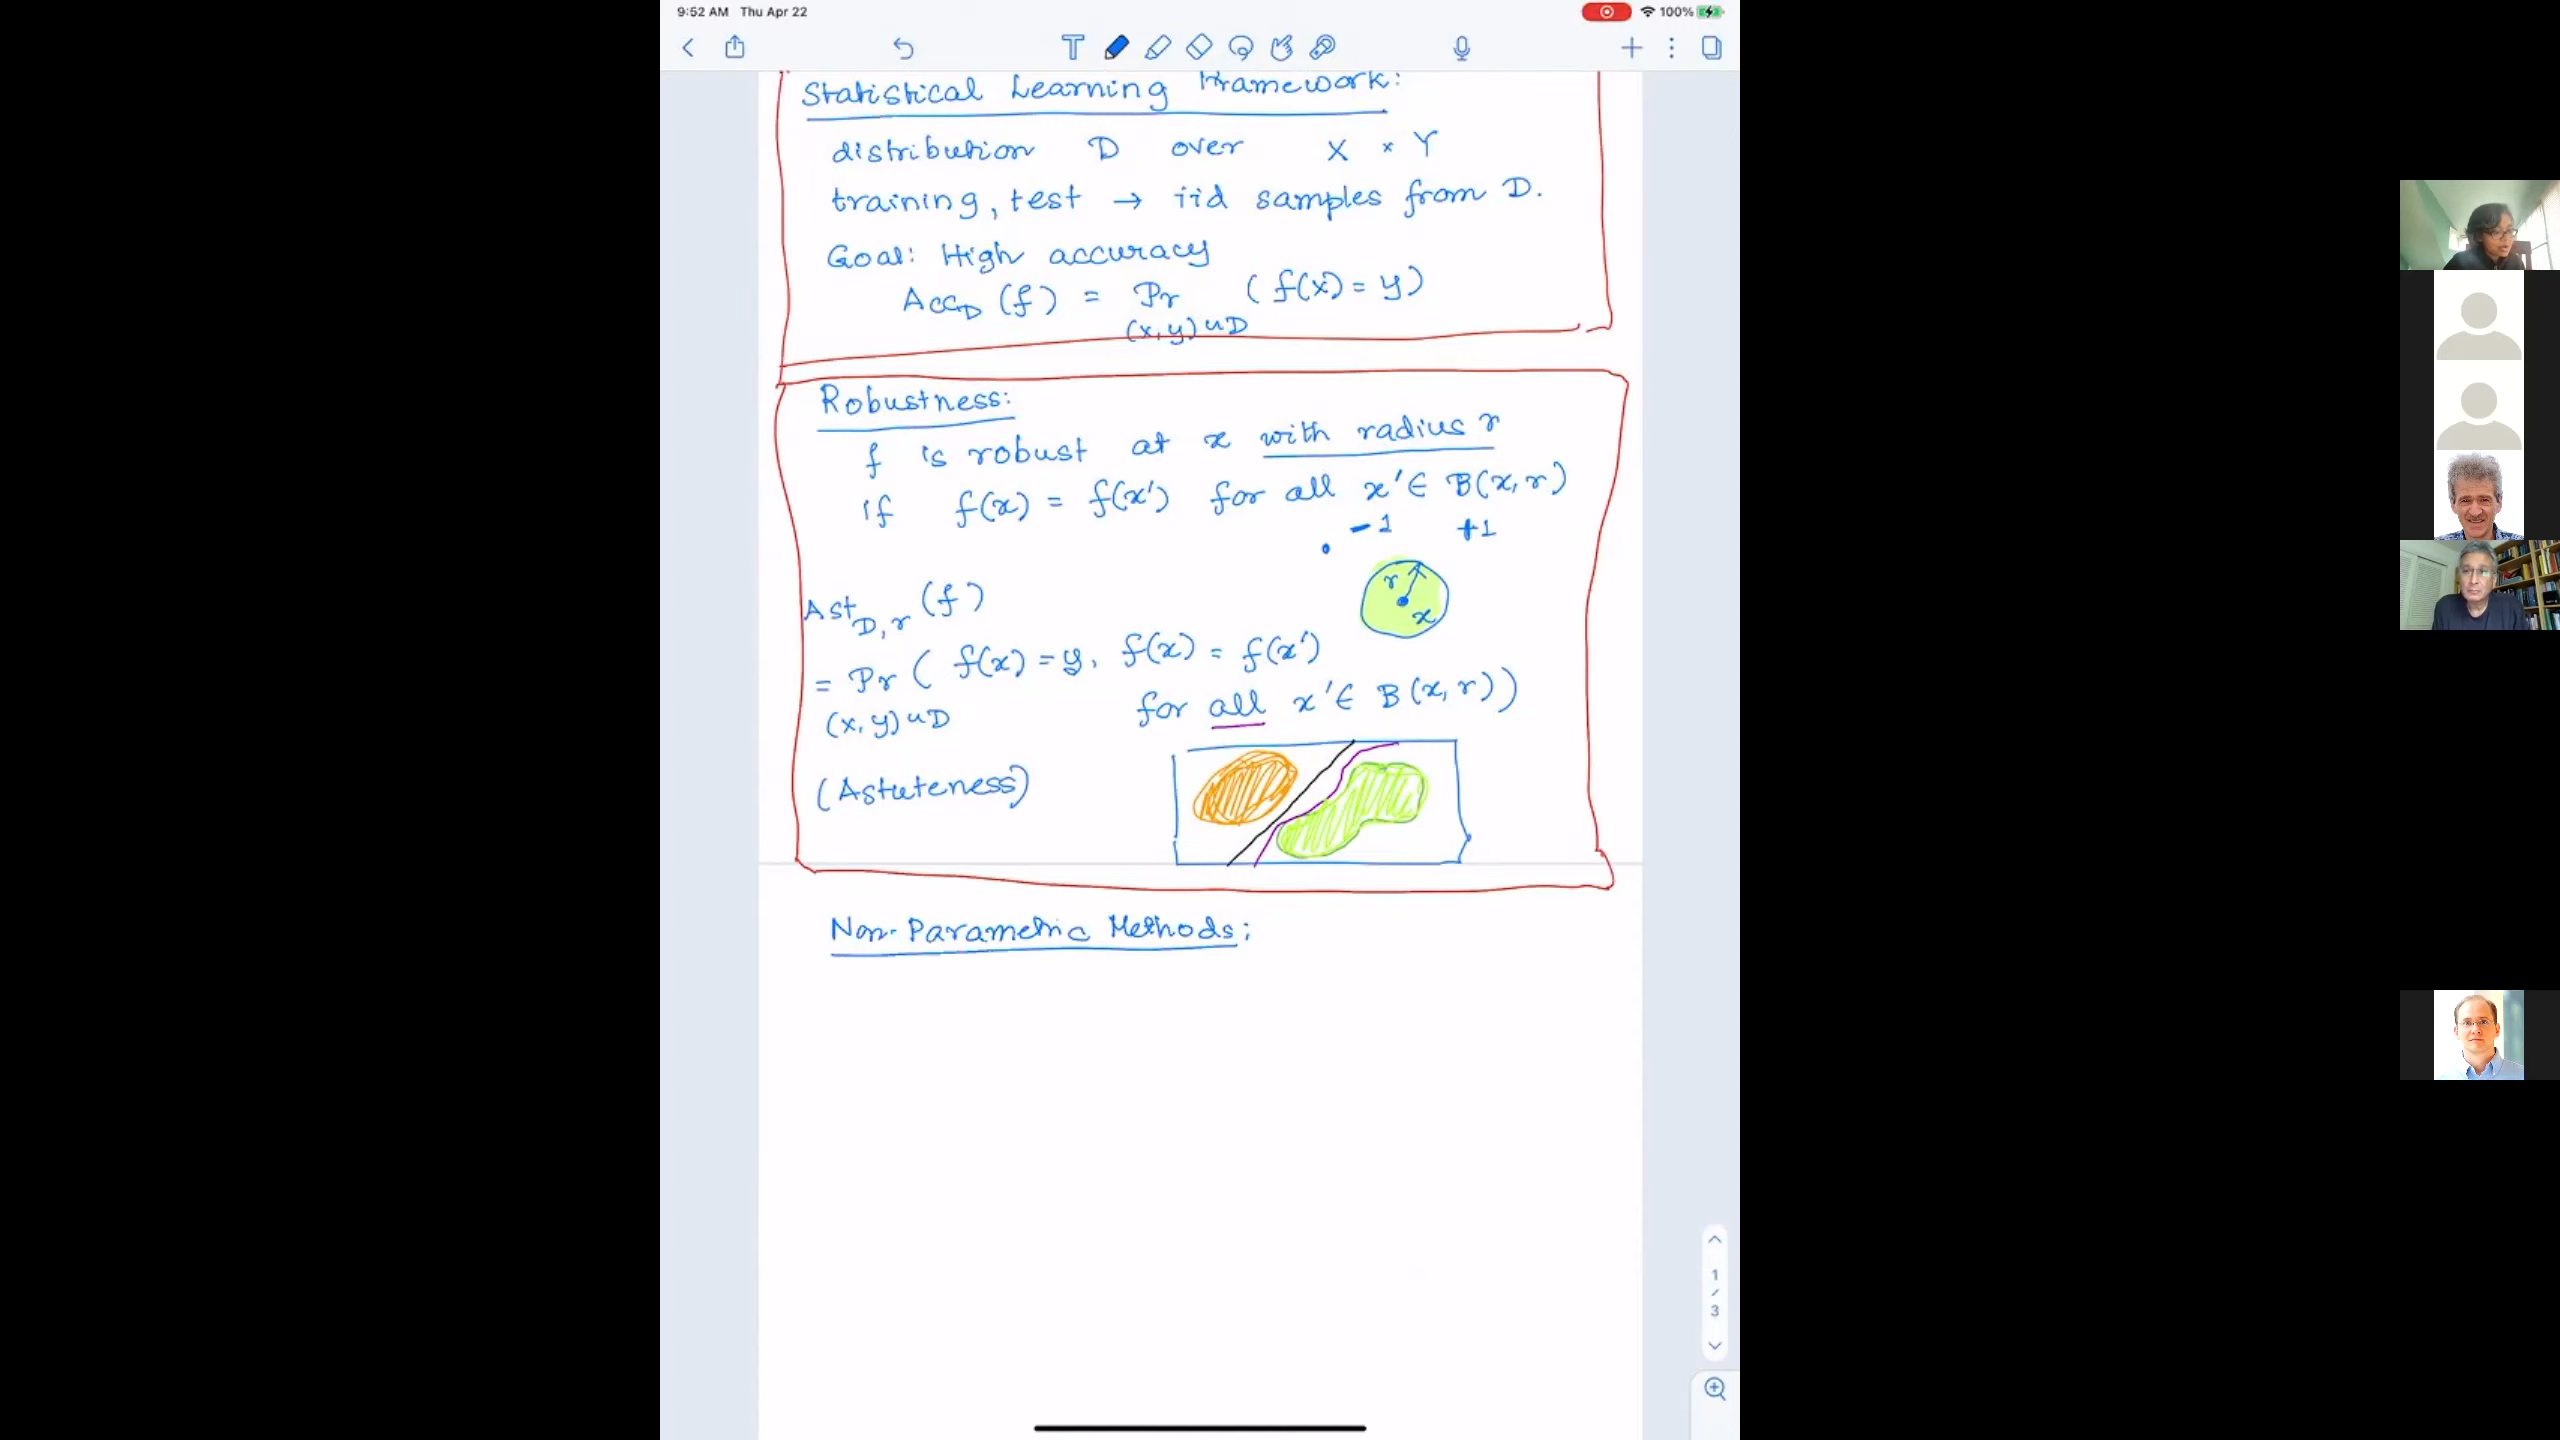 9:52 AM Thu Apr 22
100%
Statistical Learning Framework:
distribution D over X × Y
training, test → iid samples from D.
Goal: High accuracy
Acc_D (f) = Pr ( f(x) = y )
(x,y)∼D
Robustness:
f is robust at x with radius r
if f(x) = f(x') for all x' ∈ B(x, r)
-1 +1
r
x
Ast_{D, r} (f)
= Pr ( f(x) = y, f(x) = f(x')
(x, y)∼D for all x' ∈ B(x, r))
(Astuteness)
Non-Parametric Methods:
1
/
3